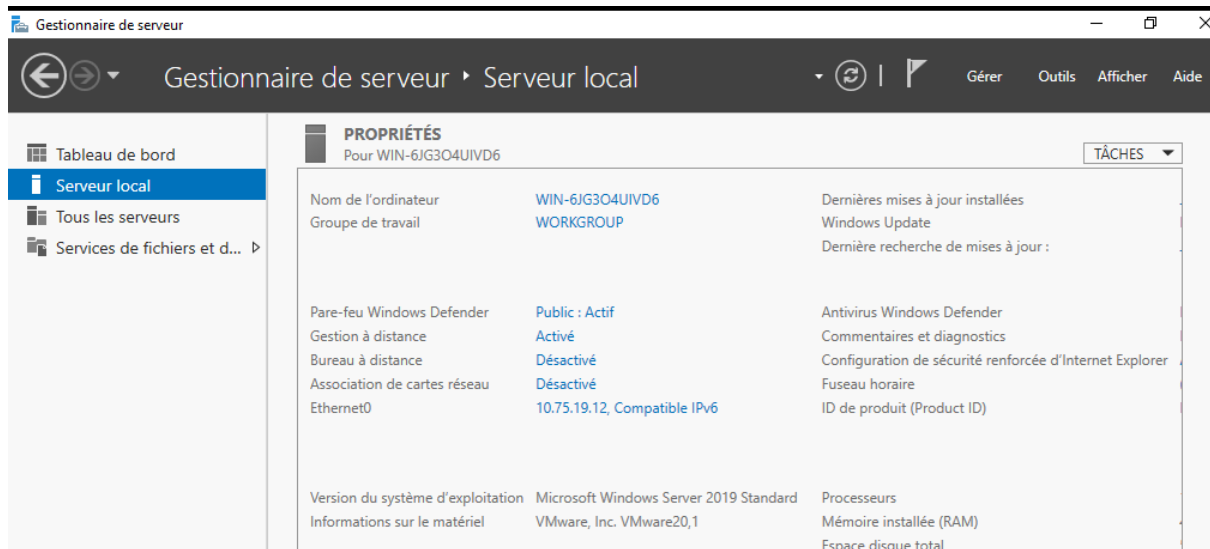 Gestionnaire de serveur
Gestionnaire de serveur ‣ Serveur local
Gérer Outils Afficher Aide
Tableau de bord
Serveur local
Tous les serveurs
Services de fichiers et d...
PROPRIÉTÉS
Pour WIN-6JG3O4UIVD6
TÂCHES
Nom de l'ordinateur WIN-6JG3O4UIVD6
Groupe de travail WORKGROUP
Dernières mises à jour installées
Windows Update
Dernière recherche de mises à jour :
Pare-feu Windows Defender Public : Actif
Gestion à distance Activé
Bureau à distance Désactivé
Association de cartes réseau Désactivé
Ethernet0 10.75.19.12, Compatible IPv6
Antivirus Windows Defender
Commentaires et diagnostics
Configuration de sécurité renforcée d'Internet Explorer
Fuseau horaire
ID de produit (Product ID)
Version du système d'exploitation Microsoft Windows Server 2019 Standard
Informations sur le matériel VMware, Inc. VMware20,1
Processeurs
Mémoire installée (RAM)
Espace disque total